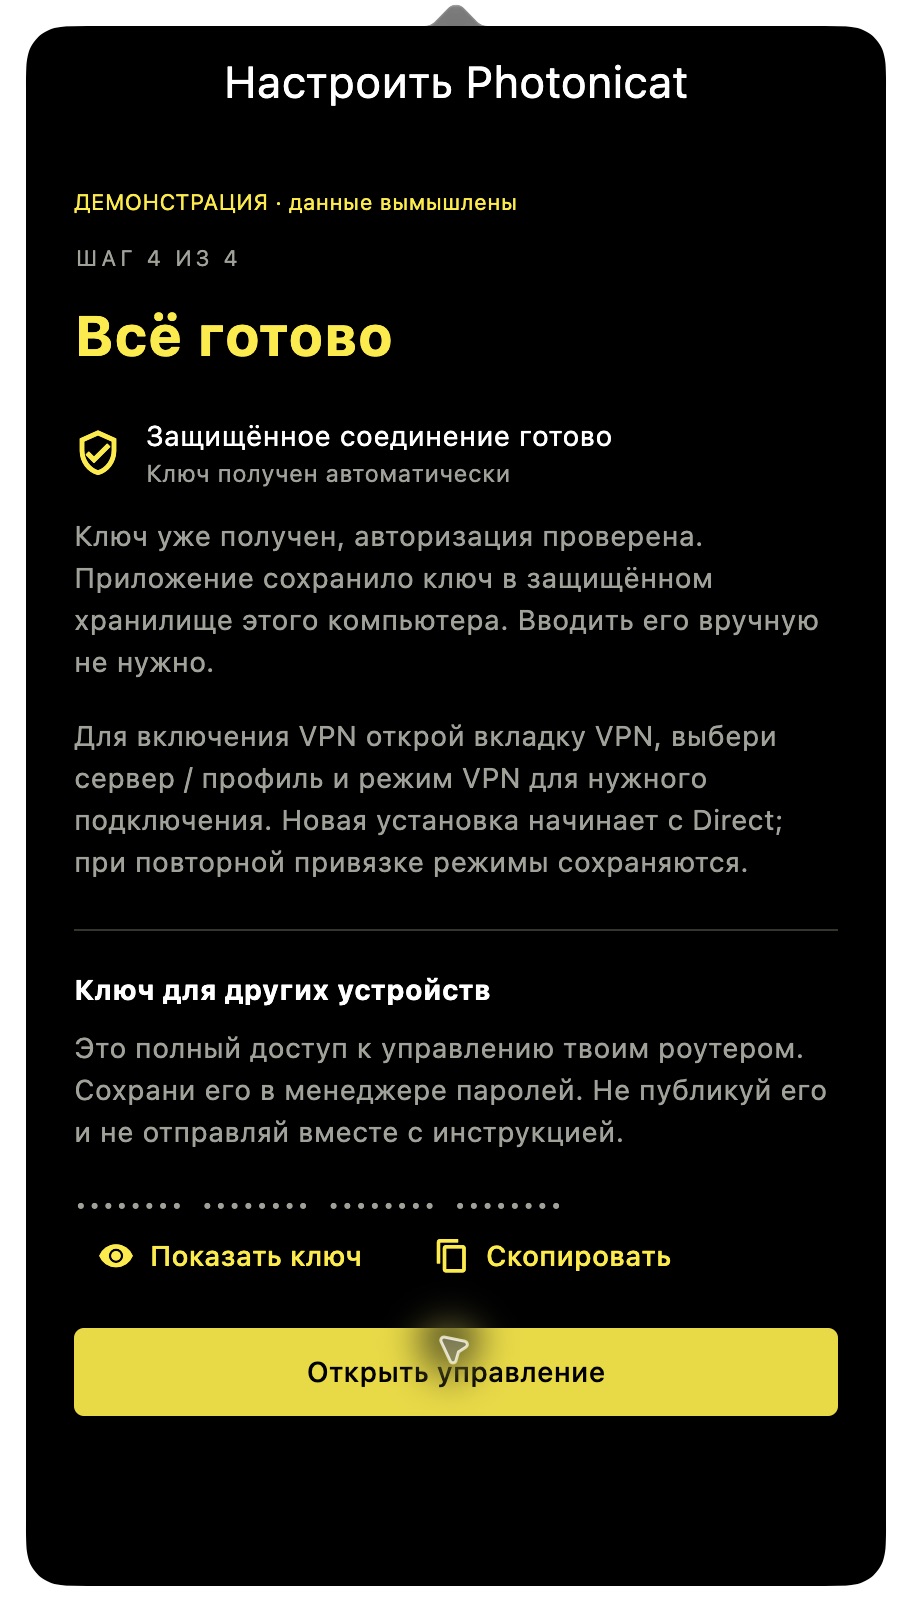 Настроить Photonicat
ДЕМОНСТРАЦИЯ · данные вымышлены
ШАГ 4 ИЗ 4
Всё готово
Защищённое соединение готово
Ключ получен автоматически
Ключ уже получен, авторизация проверена.
Приложение сохранило ключ в защищённом
хранилище этого компьютера. Вводить его вручную
не нужно.
Для включения VPN открой вкладку VPN, выбери
сервер / профиль и режим VPN для нужного
подключения. Новая установка начинает с Direct;
при повторной привязке режимы сохраняются.
Ключ для других устройств
Это полный доступ к управлению твоим роутером.
Сохрани его в менеджере паролей. Не публикуй его
и не отправляй вместе с инструкцией.
•••••••• •••••••• •••••••• ••••••••
Показать ключ
Скопировать
Открыть управление